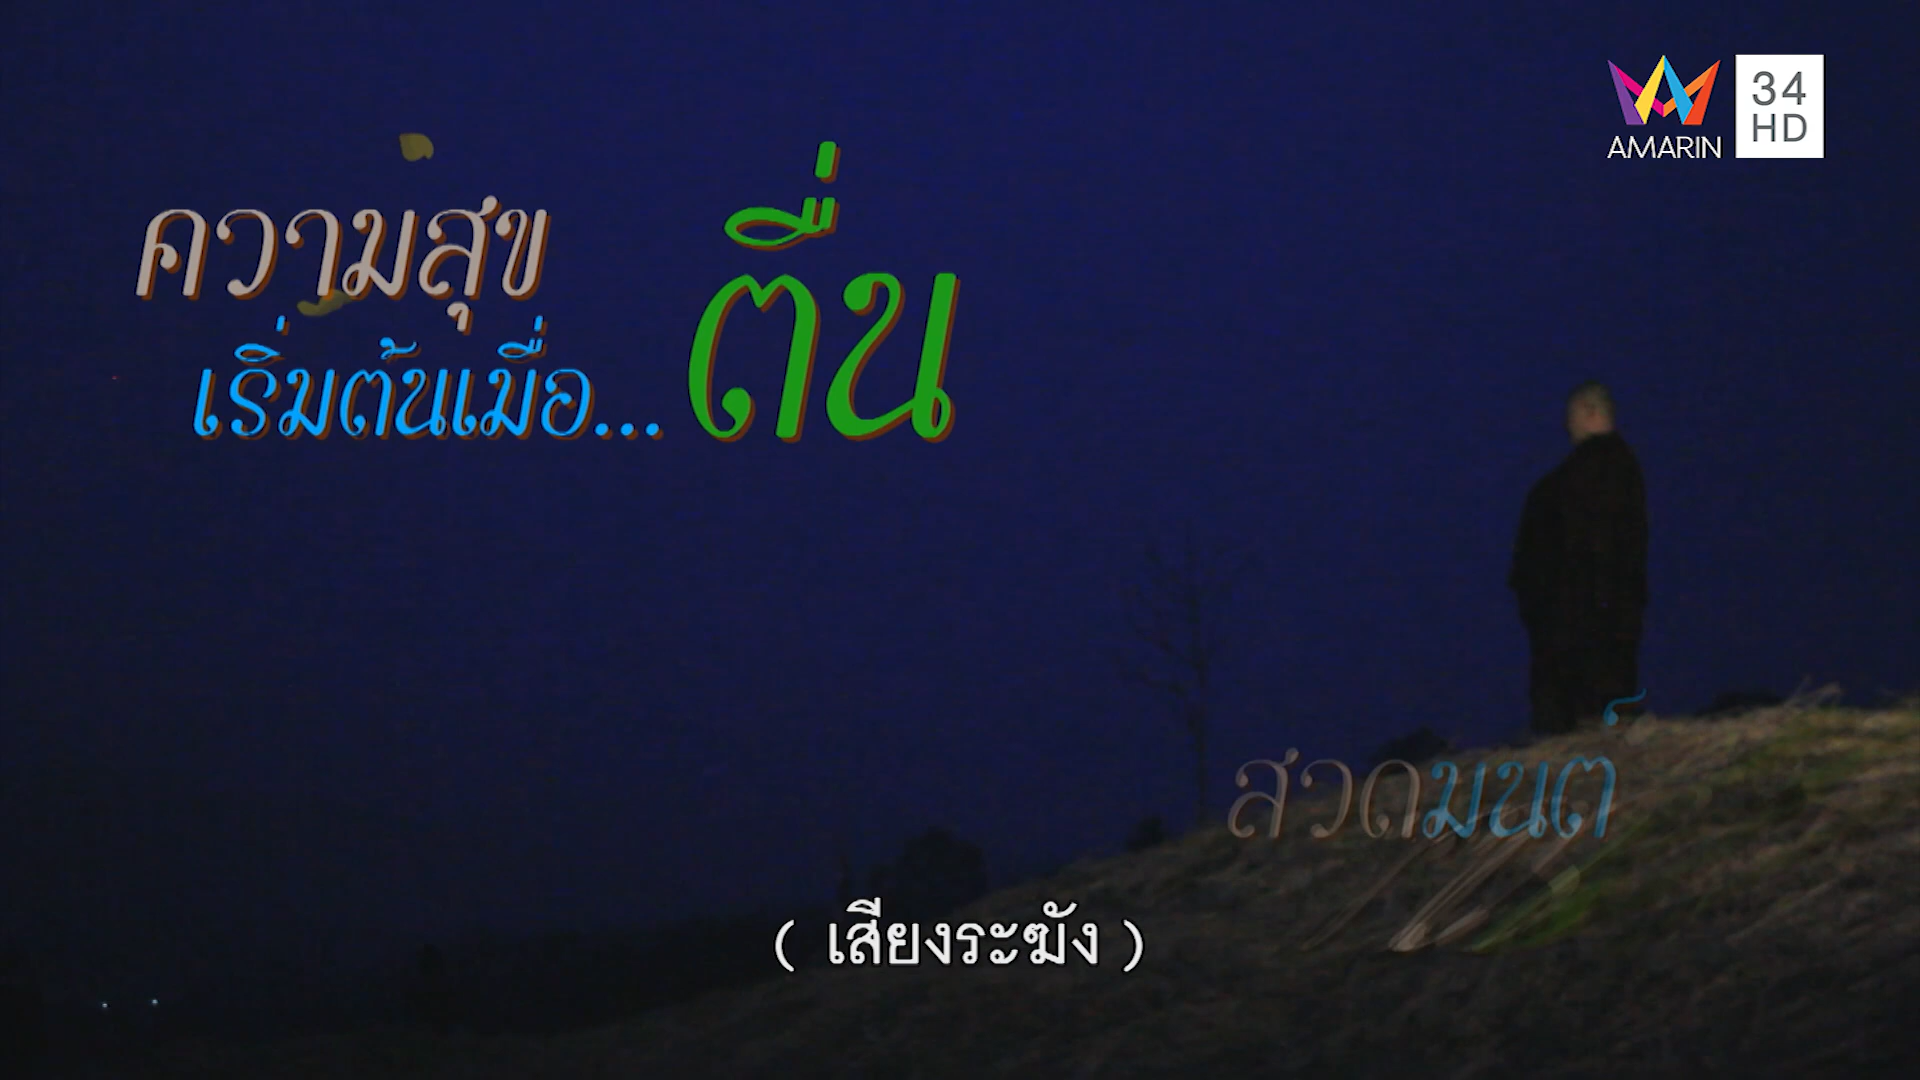 AMARIN
34
HD
ความสุข
เริ่มต้นเมื่อ... ตื่น
สวดมนต์
( เสียงระฆัง )